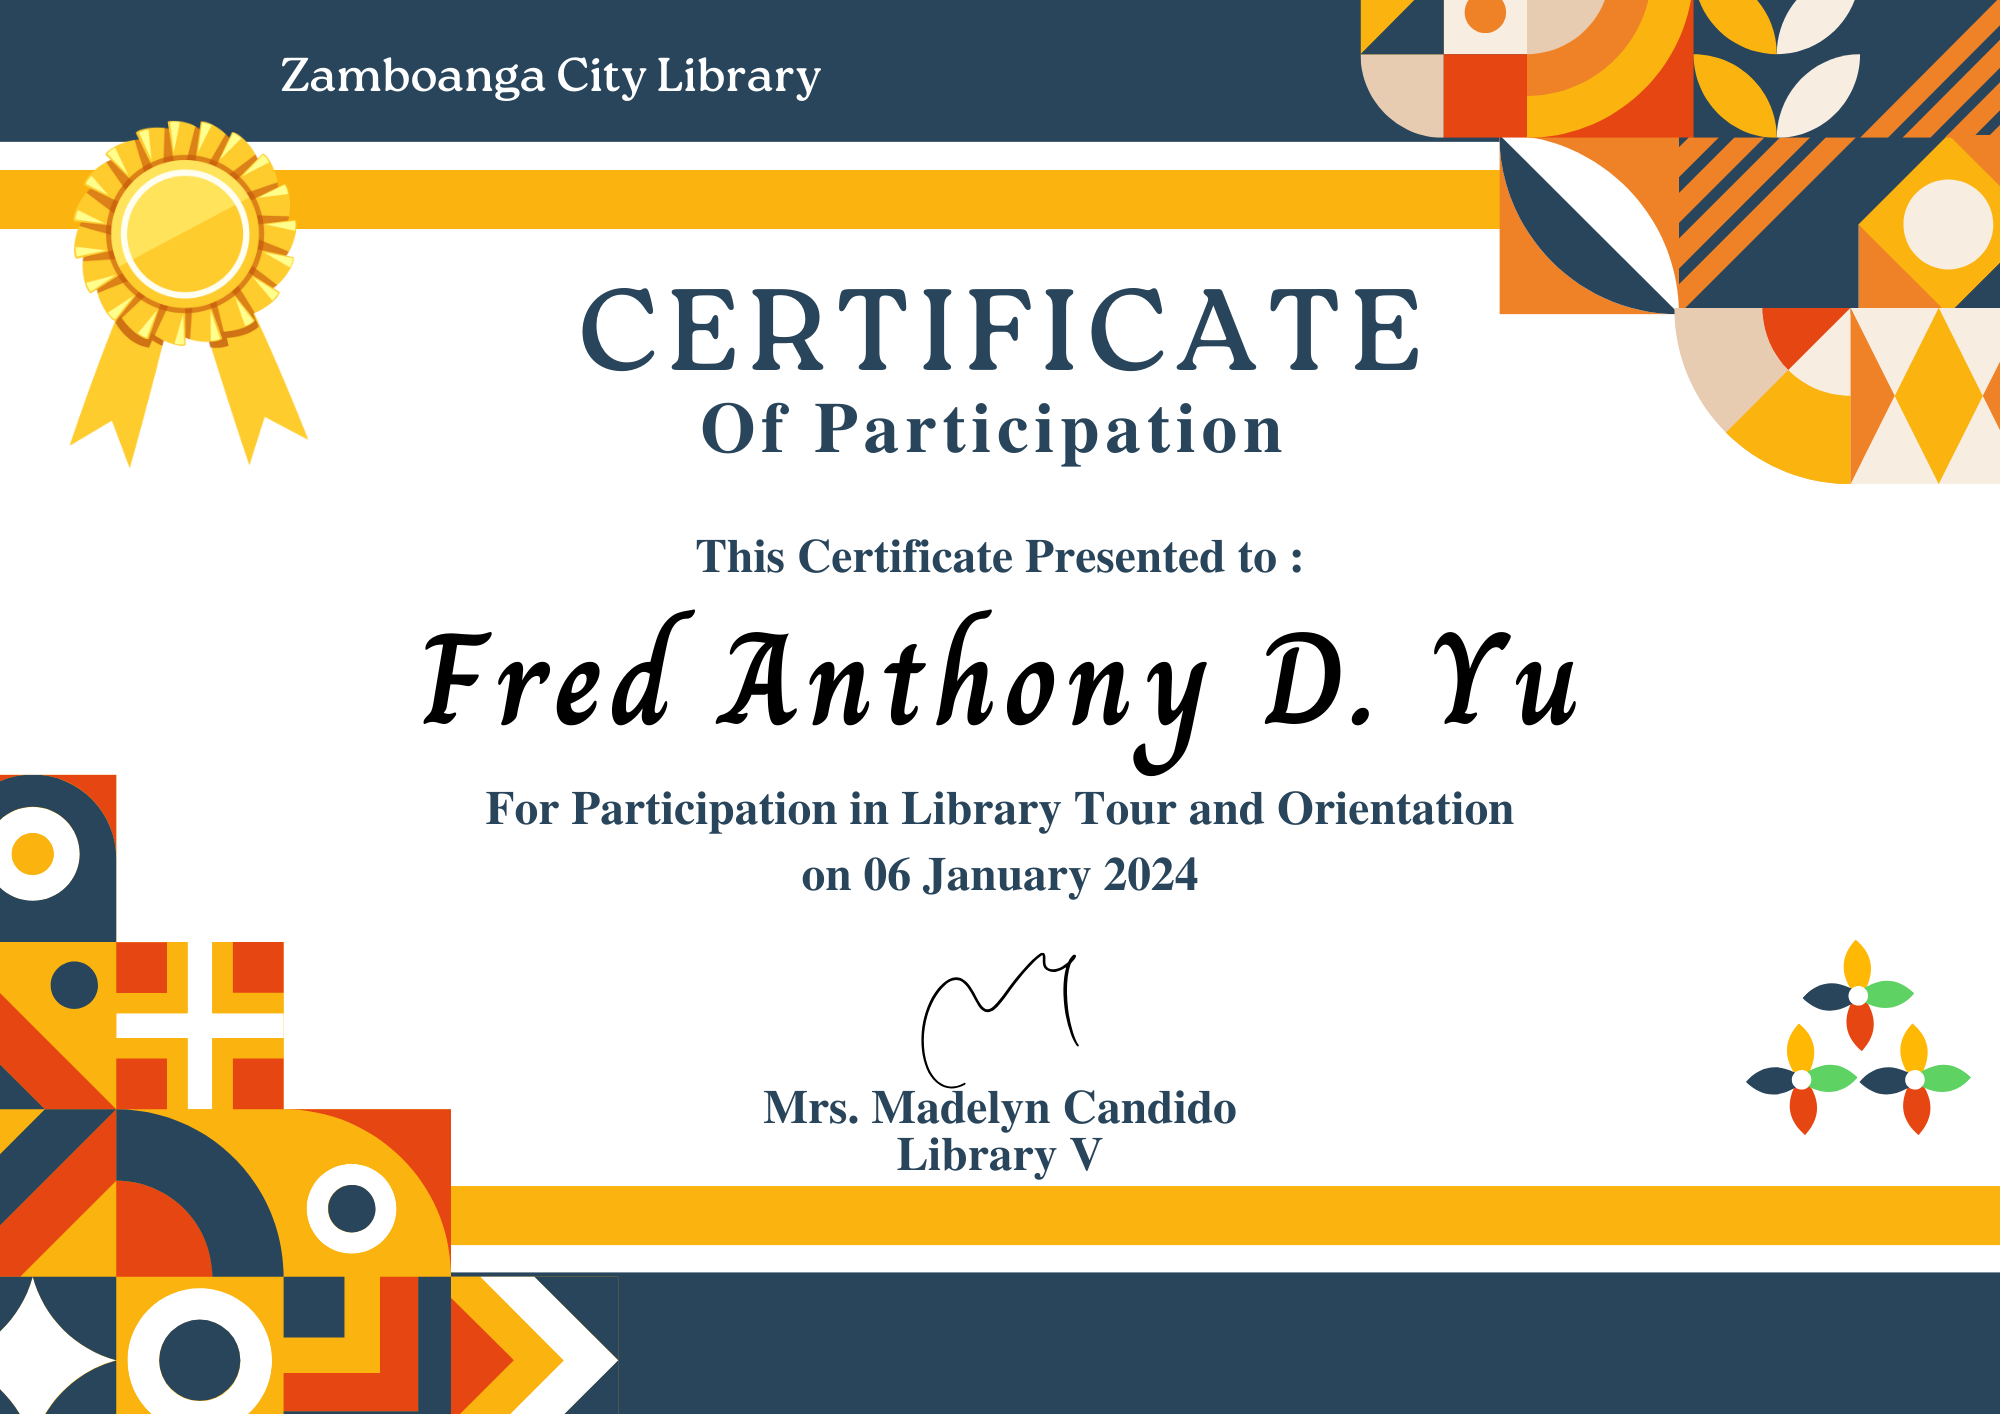 Zamboanga City Library
CERTIFICATE
Of Participation
This Certificate Presented to :
Fred Anthony D. Yu
For Participation in Library Tour and Orientation
on 06 January 2024
Mrs. Madelyn Candido
Library V